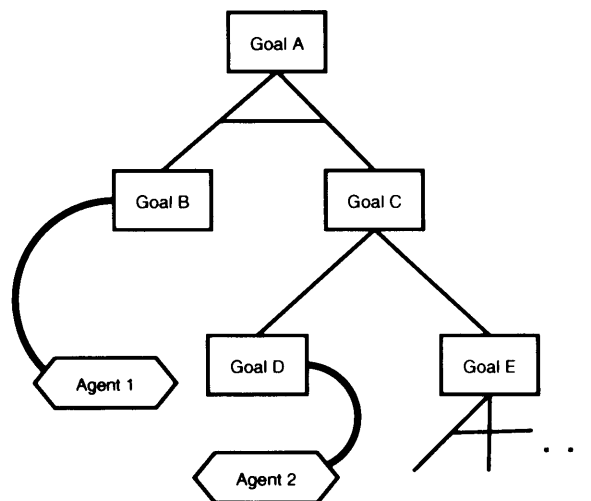 Goal A
Goal B
Goal C
Goal D
Goal E
Agent 1
Agent 2
. .